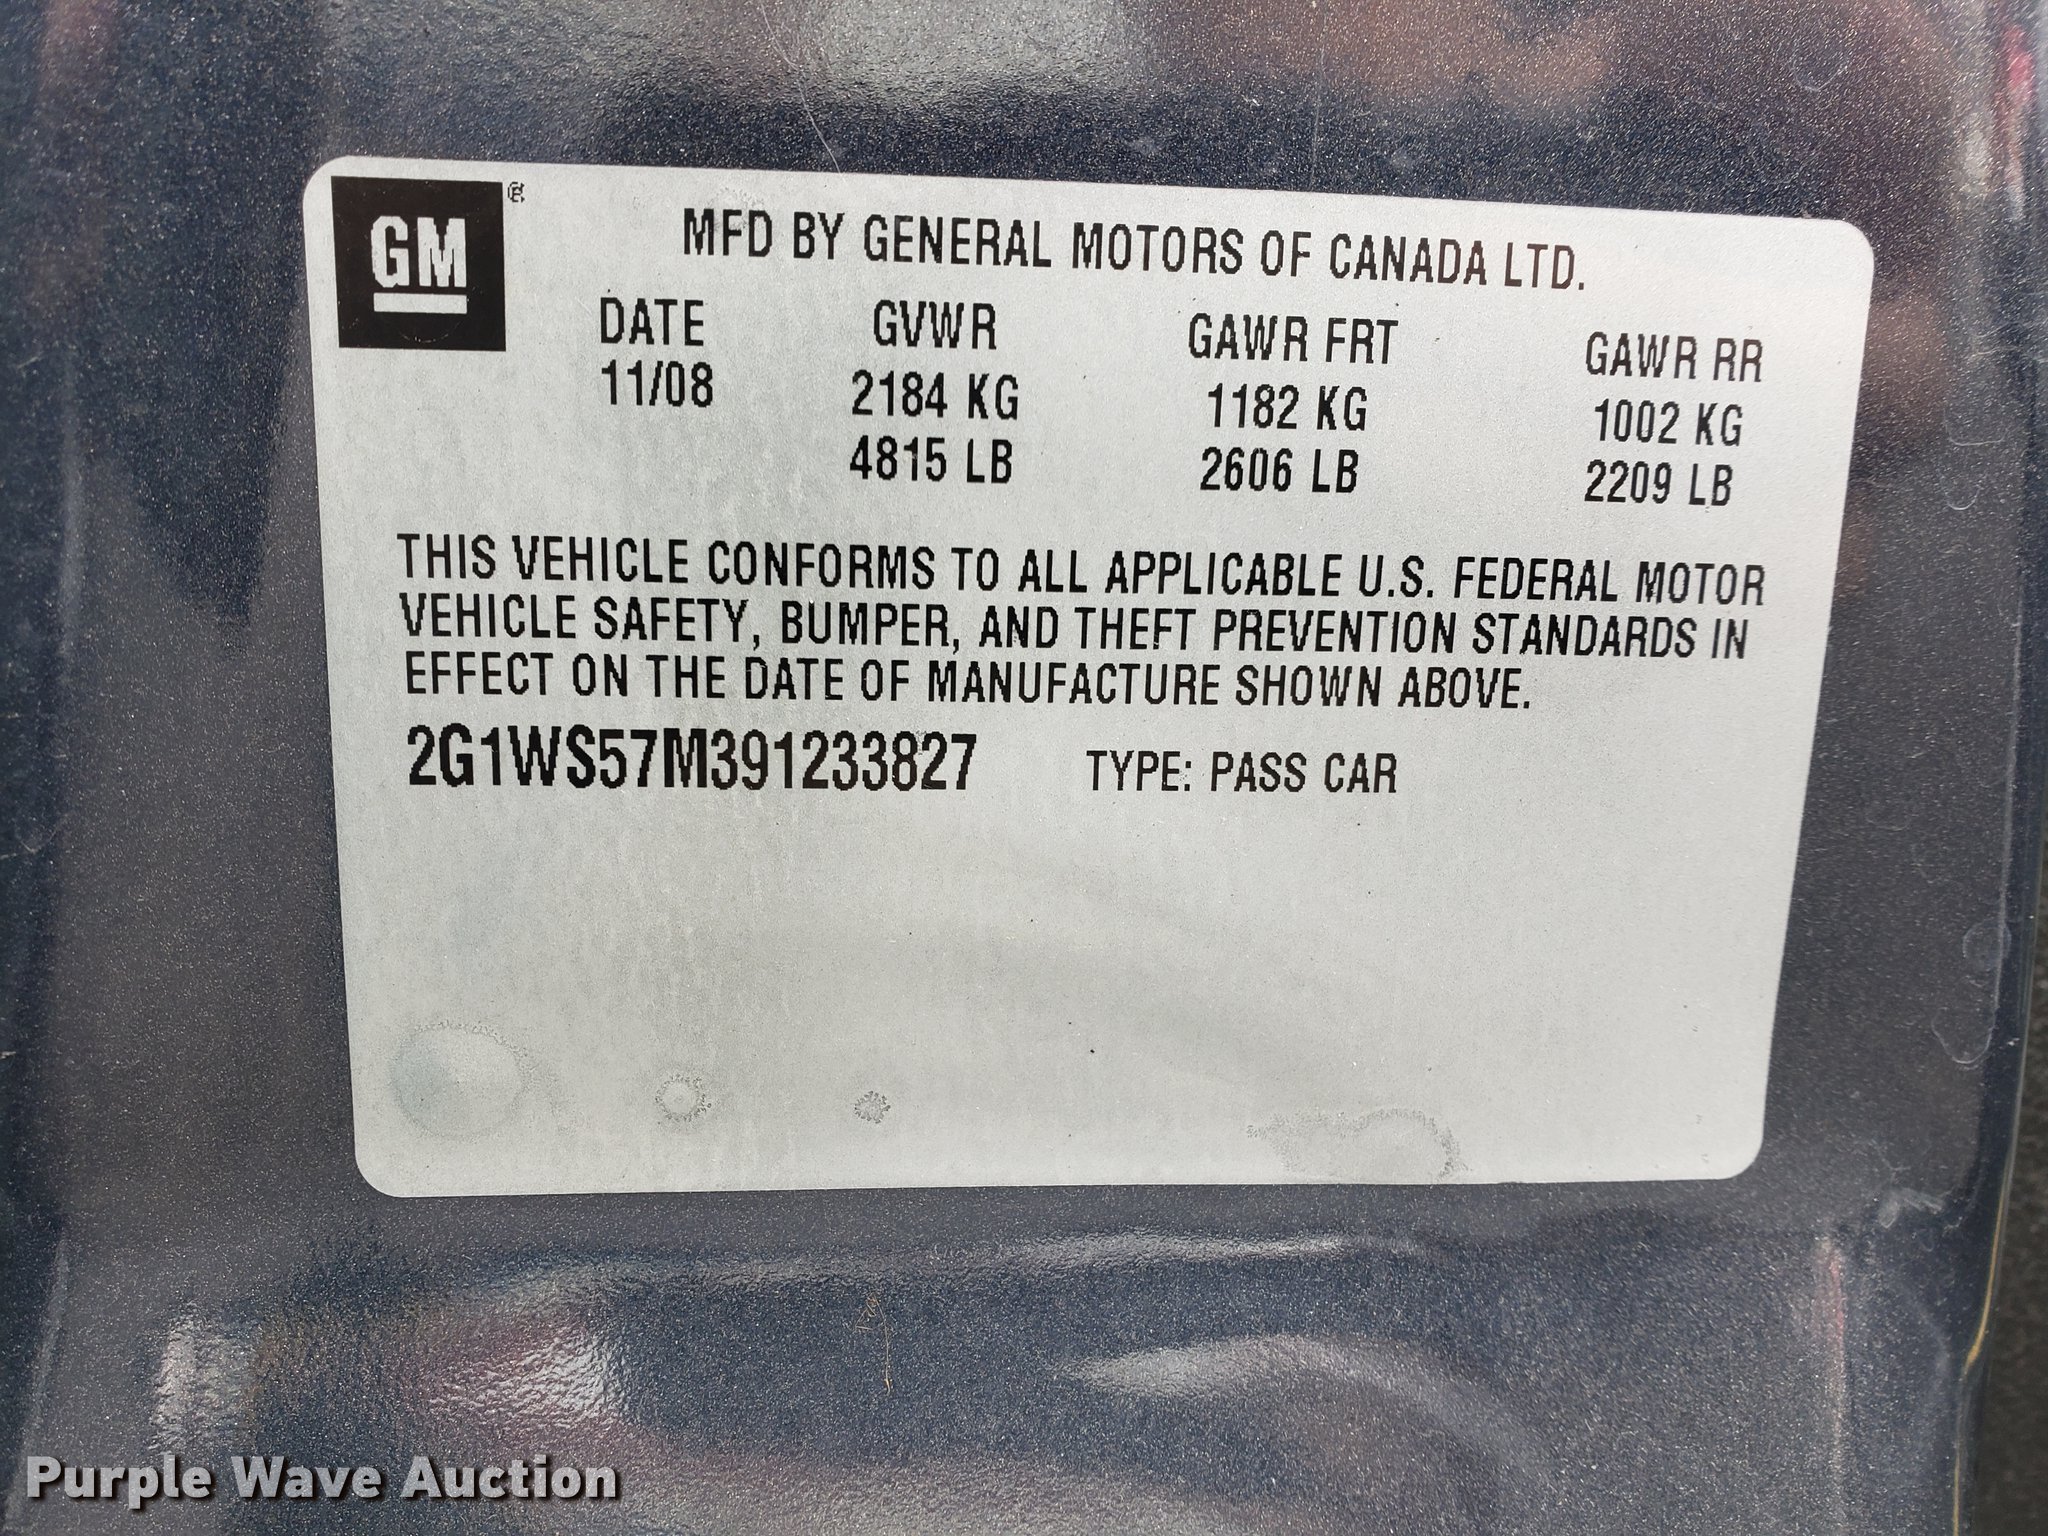 GM ®
MFD BY GENERAL MOTORS OF CANADA LTD.
DATE GVWR GAWR FRT GAWR RR
11/08 2184 KG 1182 KG 1002 KG
4815 LB 2606 LB 2209 LB
THIS VEHICLE CONFORMS TO ALL APPLICABLE U.S. FEDERAL MOTOR
VEHICLE SAFETY, BUMPER, AND THEFT PREVENTION STANDARDS IN
EFFECT ON THE DATE OF MANUFACTURE SHOWN ABOVE.
2G1WS57M391233827 TYPE: PASS CAR
Purple Wave Auction